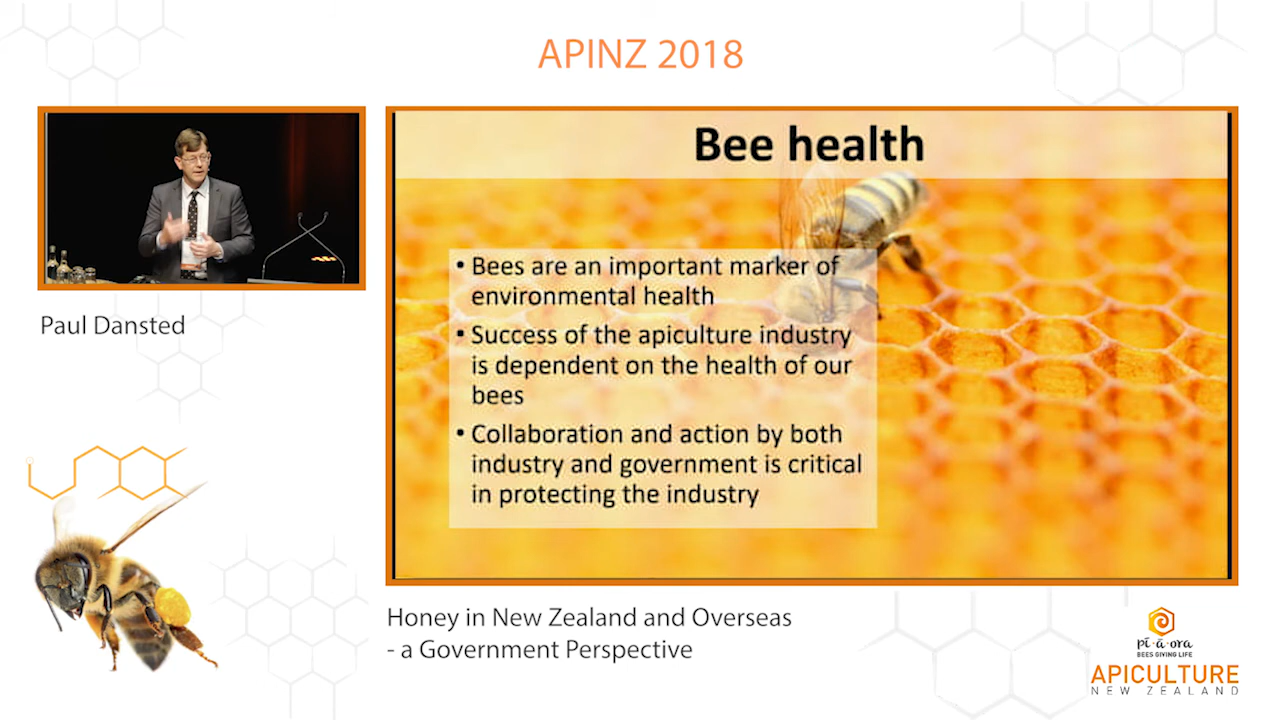 APINZ 2018
Paul Dansted
Bee health
• Bees are an important marker of
environmental health
• Success of the apiculture industry
is dependent on the health of our
bees
• Collaboration and action by both
industry and government is critical
in protecting the industry
Honey in New Zealand and Overseas
- a Government Perspective
pī-ā-ora
BEES GIVING LIFE
APICULTURE
NEW ZEALAND